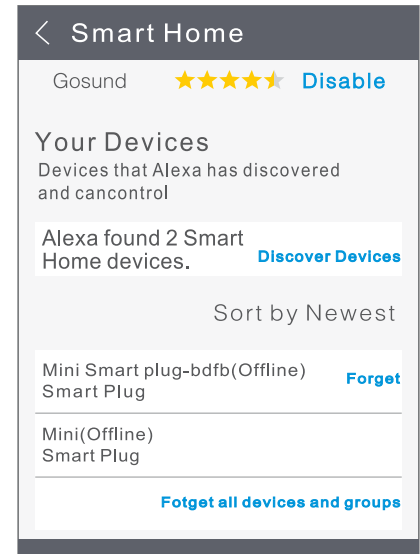 Smart Home
Gosund Disable
Your Devices
Devices that Alexa has discovered
and cancontrol
Alexa found 2 Smart
Home devices. Discover Devices
Sort by Newest
Mini Smart plug-bdfb(Offline) Forget
Smart Plug
Mini(Offline)
Smart Plug
Fotget all devices and groups